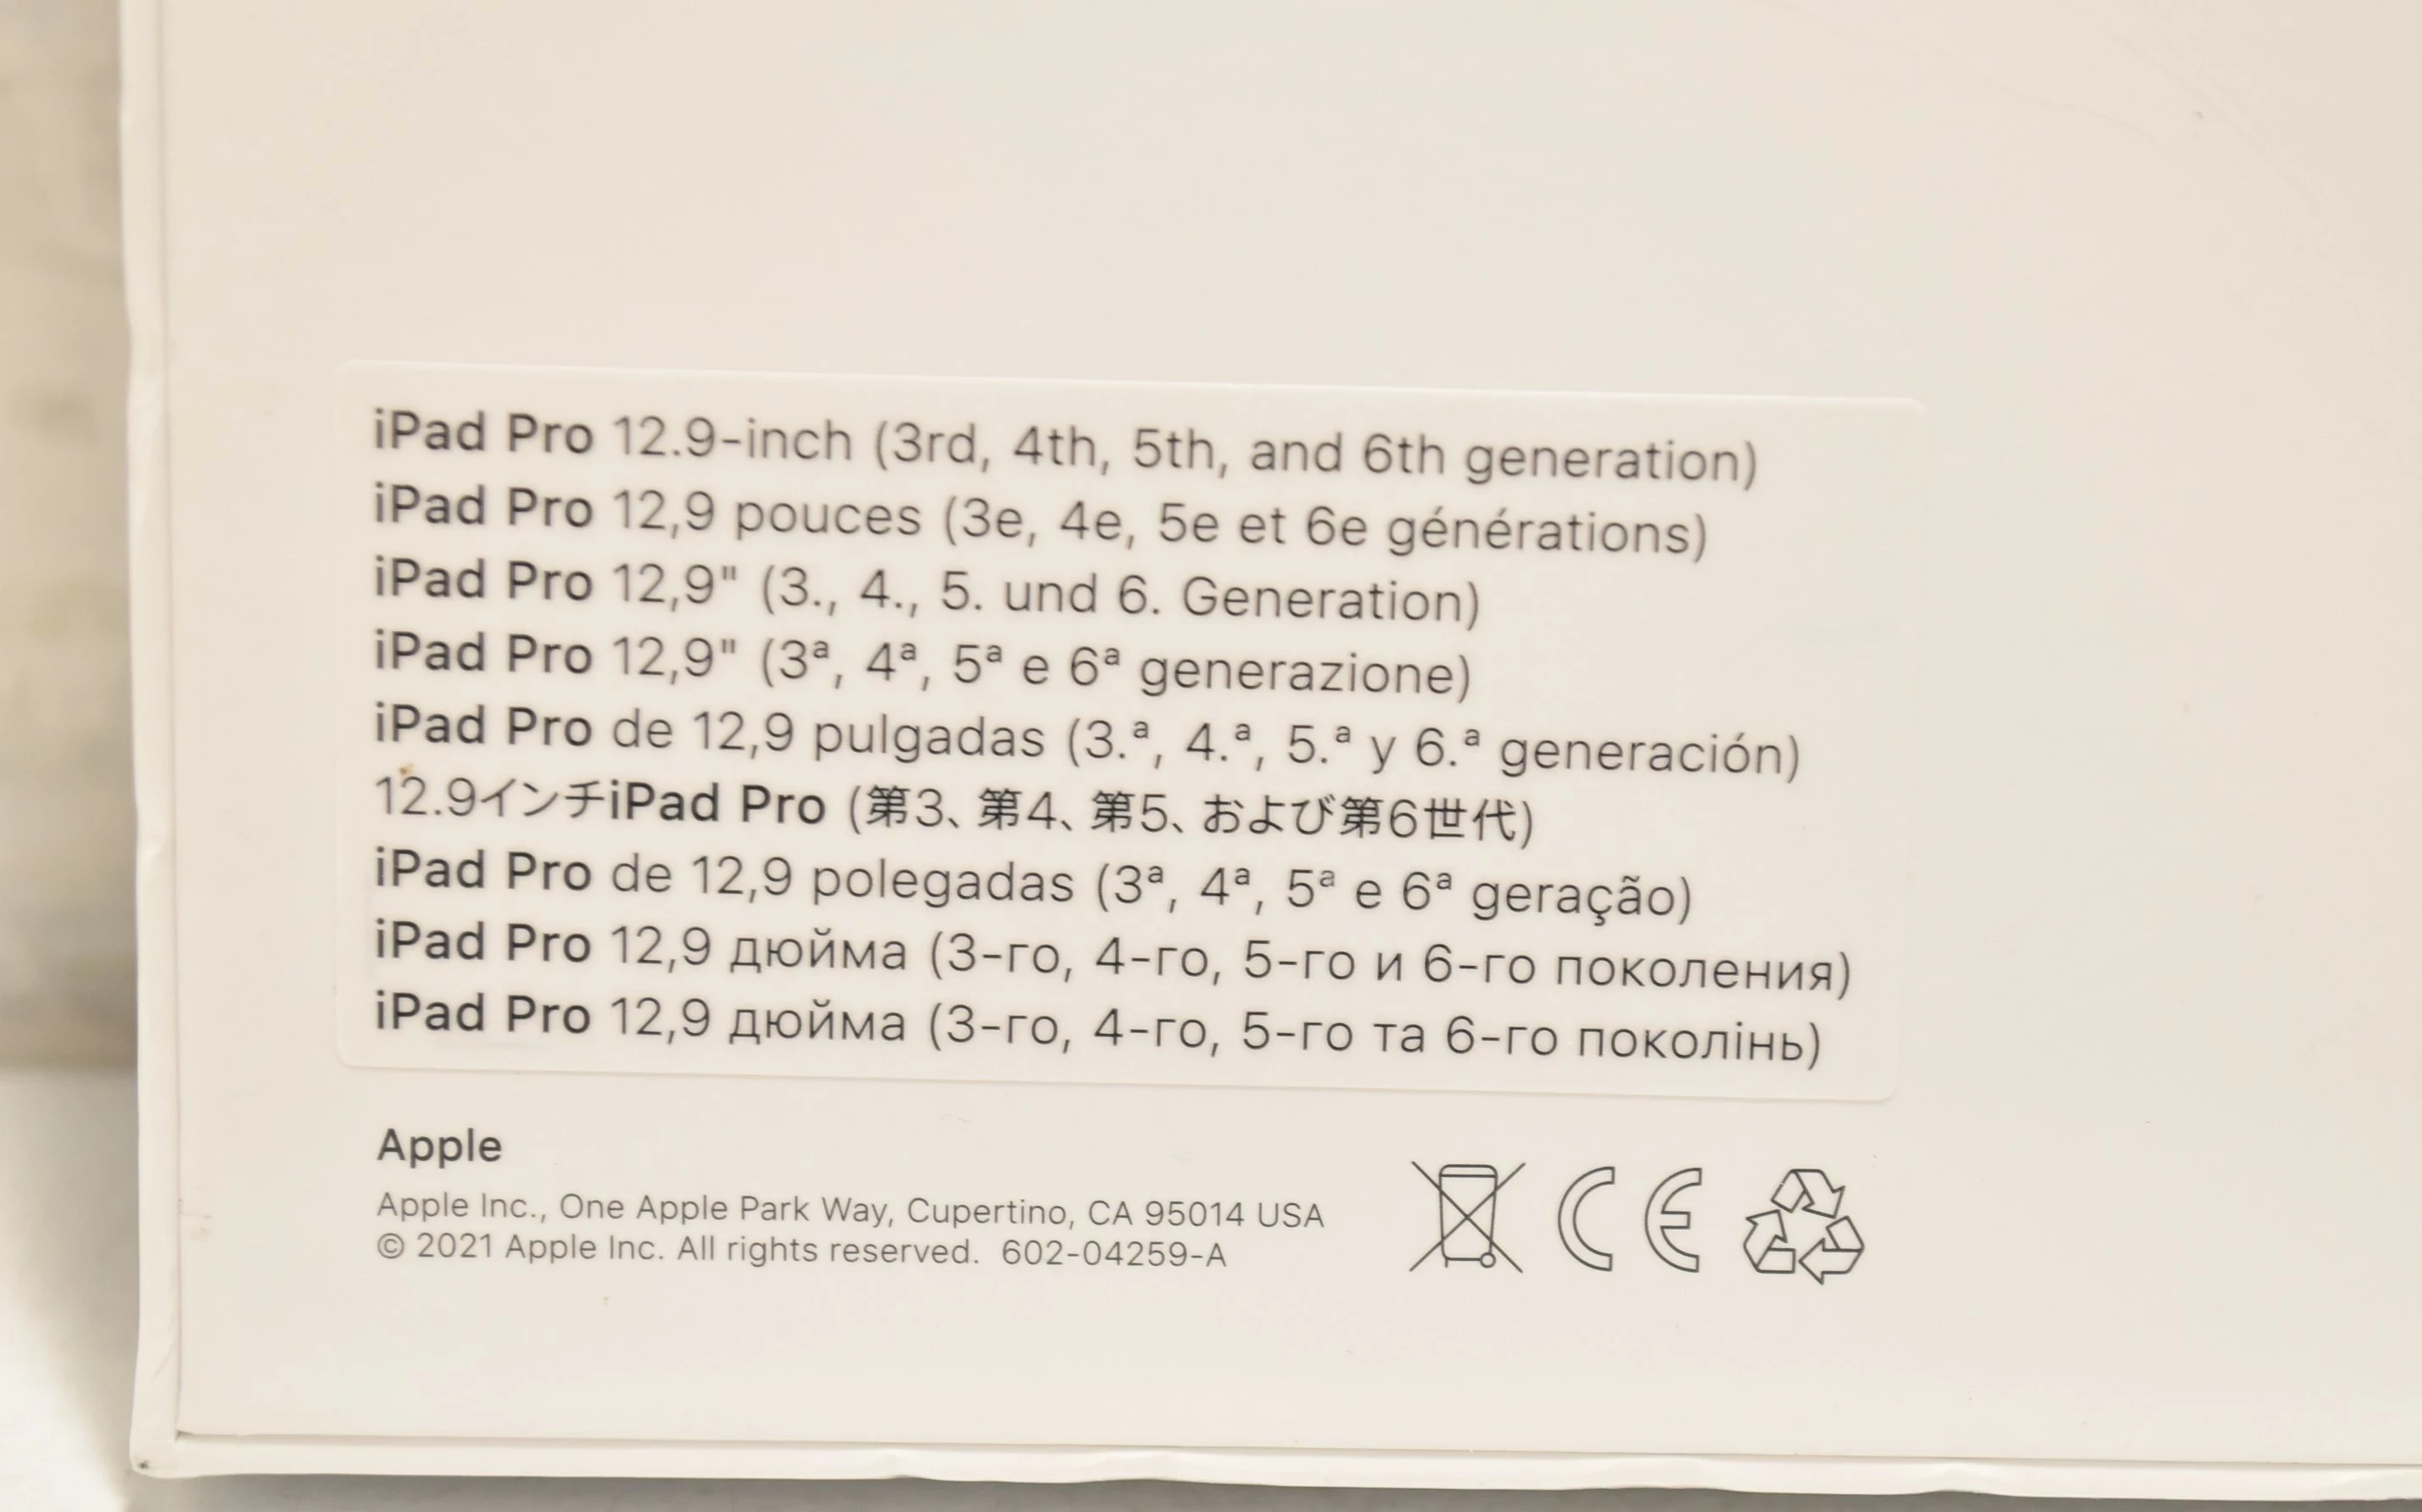 iPad Pro 12.9-inch (3rd, 4th, 5th, and 6th generation)
iPad Pro 12,9 pouces (3e, 4e, 5e et 6e générations)
iPad Pro 12,9" (3., 4., 5. und 6. Generation)
iPad Pro 12,9" (3ª, 4ª, 5ª e 6ª generazione)
iPad Pro de 12,9 pulgadas (3.ª, 4.ª, 5.ª y 6.ª generación)
12.9インチiPad Pro (第3、第4、第5、および第6世代)
iPad Pro de 12,9 polegadas (3ª, 4ª, 5ª e 6ª geração)
iPad Pro 12,9 дюйма (3-го, 4-го, 5-го и 6-го поколения)
iPad Pro 12,9 дюйма (3-го, 4-го, 5-го та 6-го поколінь)
Apple
Apple Inc., One Apple Park Way, Cupertino, CA 95014 USA
© 2021 Apple Inc. All rights reserved. 602-04259-A
CE